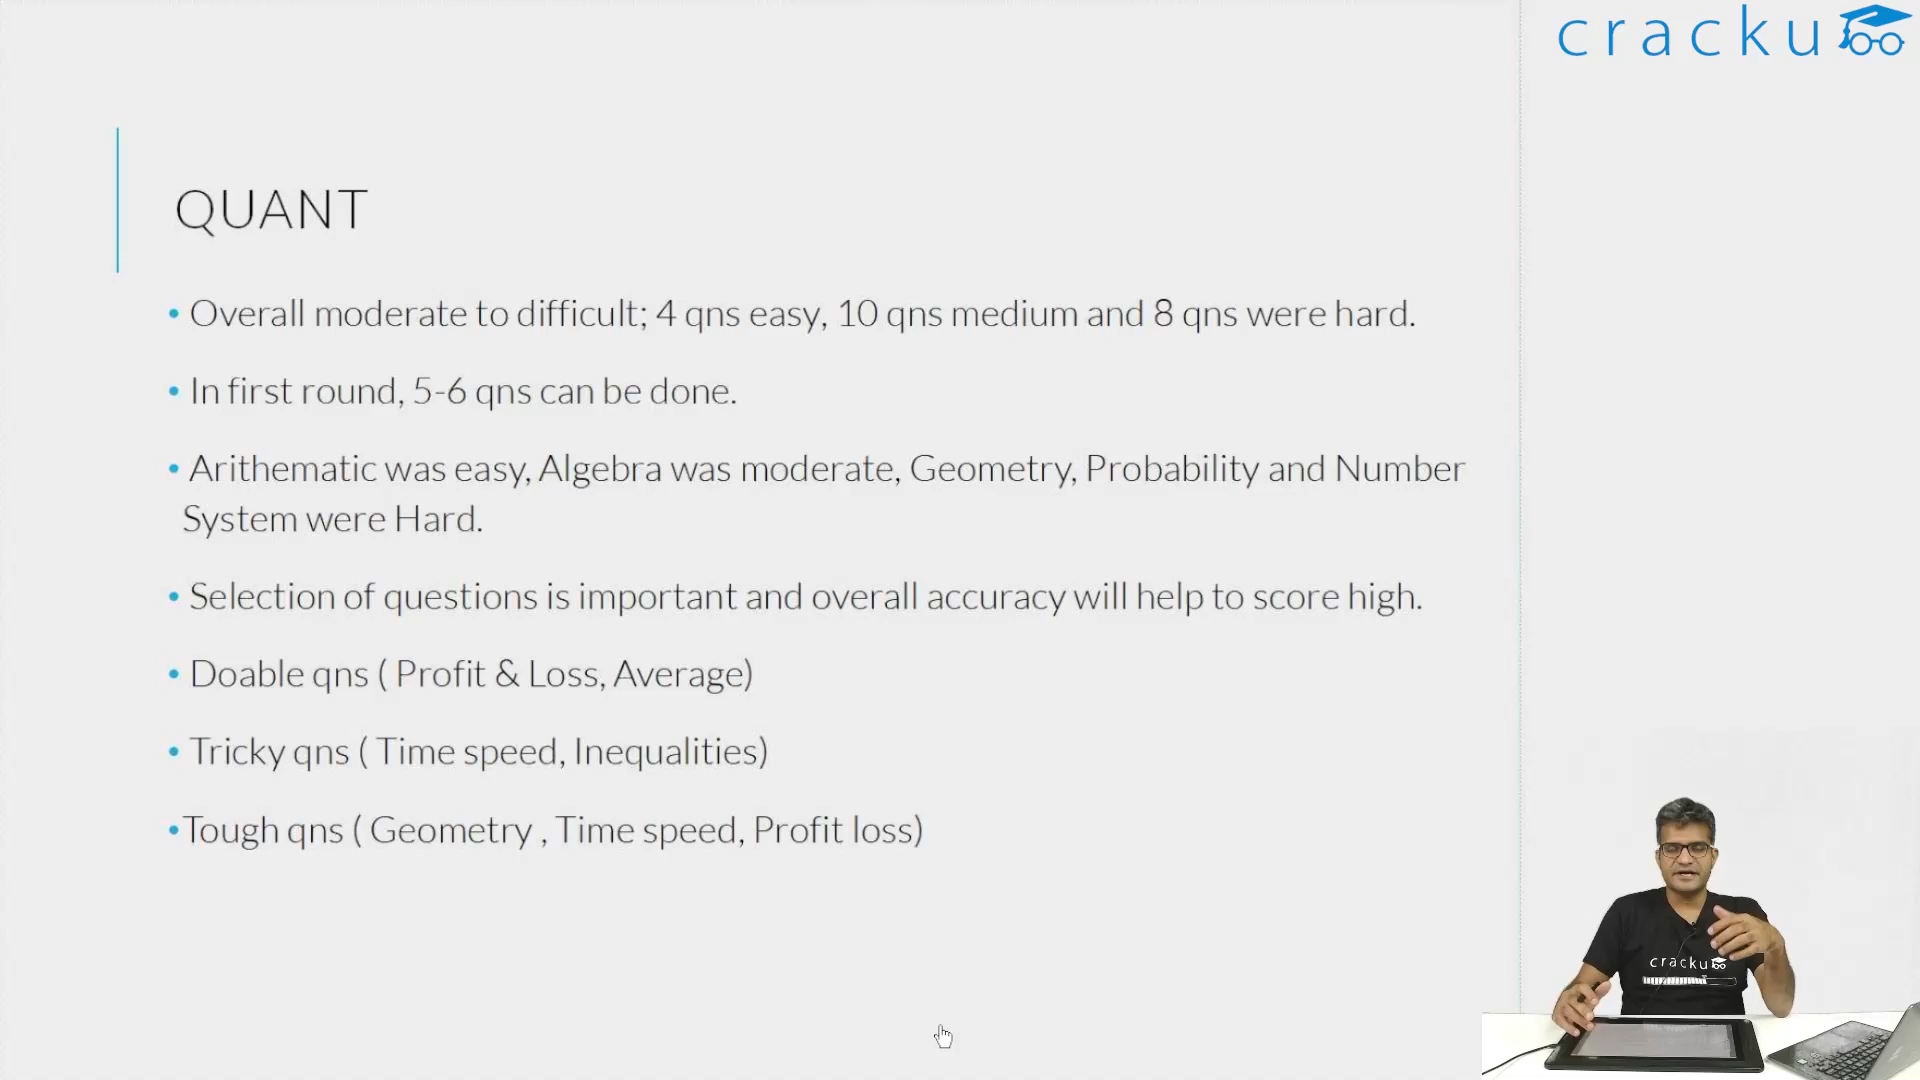 cracku
QUANT
• Overall moderate to difficult; 4 qns easy, 10 qns medium and 8 qns were hard.
• In first round, 5-6 qns can be done.
• Arithematic was easy, Algebra was moderate, Geometry, Probability and Number
System were Hard.
• Selection of questions is important and overall accuracy will help to score high.
• Doable qns ( Profit & Loss, Average)
• Tricky qns ( Time speed, Inequalities)
•Tough qns ( Geometry , Time speed, Profit loss)
cracku